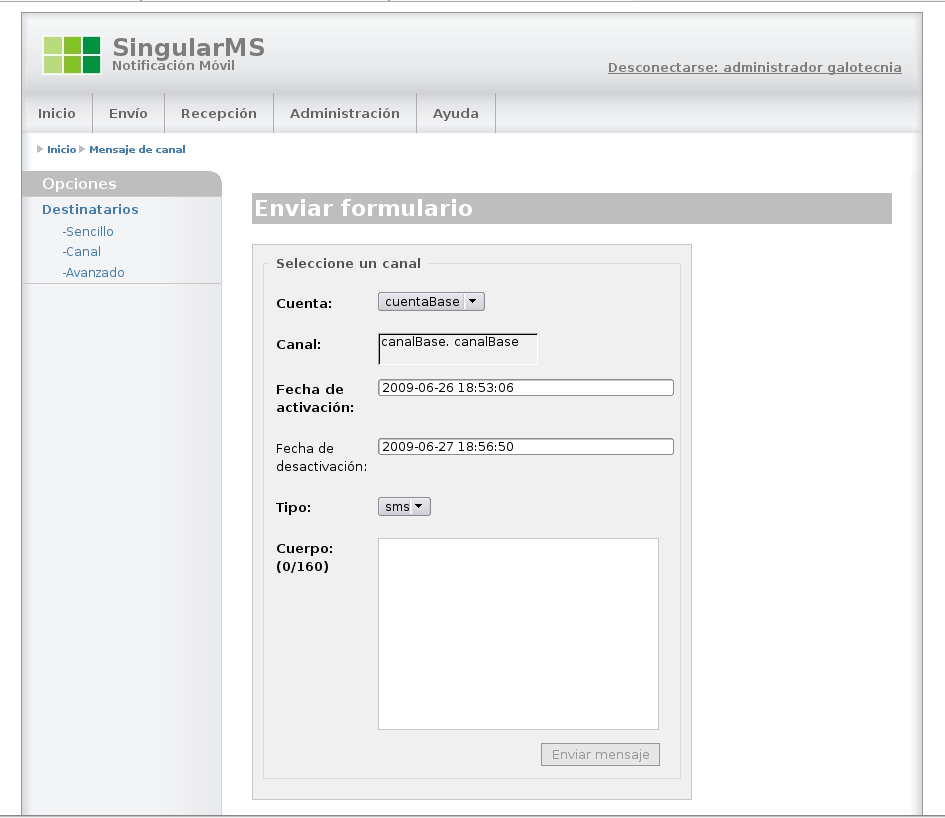 SingularMS
Notificación Móvil
Desconectarse: administrador galotecnia
Inicio
Envío
Recepción
Administración
Ayuda
Inicio
Mensaje de canal
Opciones
Destinatarios
-Sencillo
-Canal
-Avanzado
Enviar formulario
Seleccione un canal
Cuenta:
cuentaBase
Canal:
canalBase. canalBase
Fecha de
activación:
2009-06-26 18:53:06
Fecha de
desactivación:
2009-06-27 18:56:50
Tipo:
sms
Cuerpo:
(0/160)
Enviar mensaje